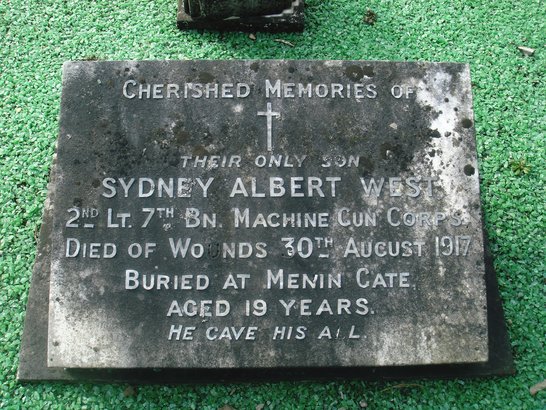 CHERISHED MEMORIES OF
THEIR ONLY SON
SYDNEY ALBERT WEST
2ND LT. 7TH BN. MACHINE GUN CORPS.
DIED OF WOUNDS 30TH AUGUST 1917
BURIED AT MENIN GATE.
AGED 19 YEARS.
HE GAVE HIS ALL.